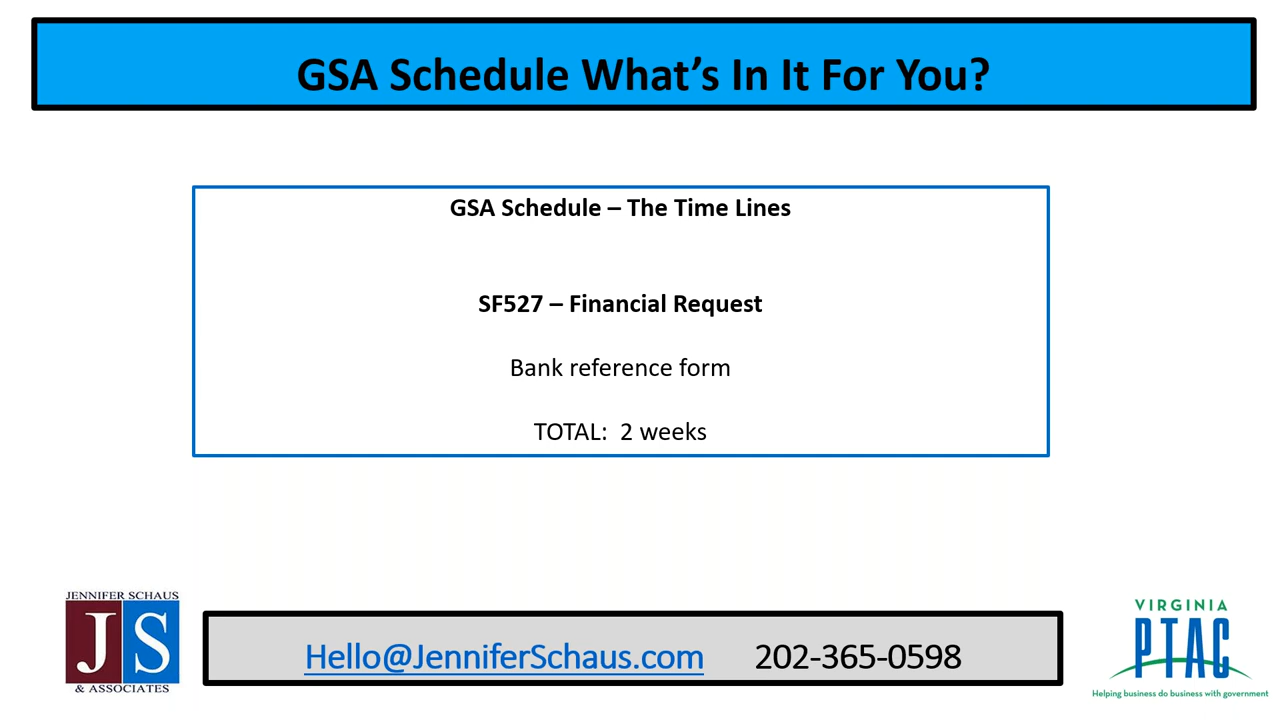 GSA Schedule What's In It For You?
GSA Schedule – The Time Lines
SF527 – Financial Request
Bank reference form
TOTAL:  2 weeks
JENNIFER SCHAUS
JS
& ASSOCIATES
Hello@JenniferSchaus.com 202-365-0598
VIRGINIA
PTAC
Helping business do business with government